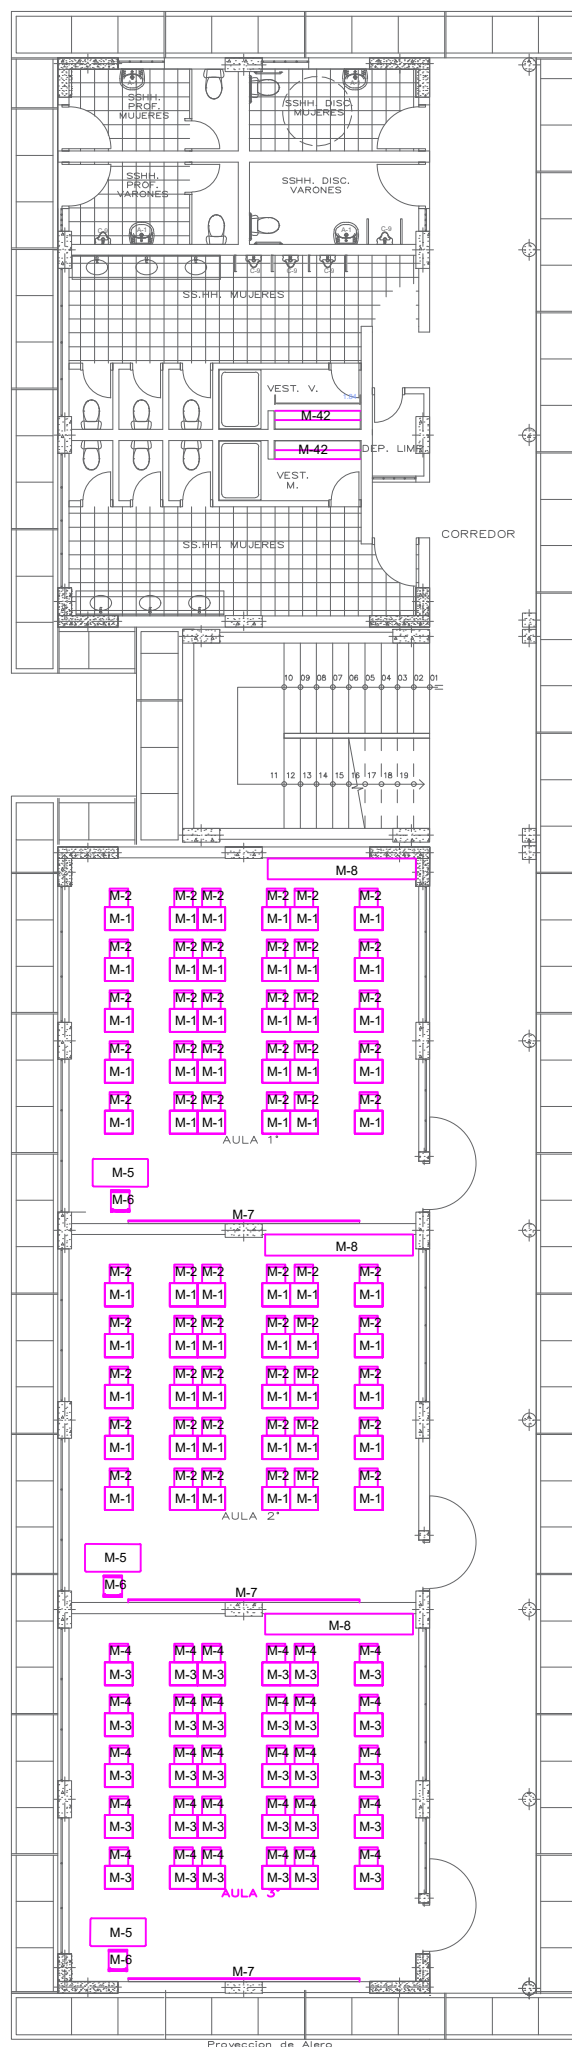 SSHH.
PROF.
MUJERES
SSHH. DISC.
MUJERES
SSHH.
PROF.
VARONES
SSHH. DISC.
VARONES
C-9 A-1 A-1 C-9
C-9 C-9 C-9
SS.HH. MUJERES
VEST. V.
M-42
M-42
DEP. LIMP
VEST.
M.
CORREDOR
SS.HH. MUJERES
10 09 08 07 06 05 04 03 02 01
11 12 13 14 15 16 17 18 19
M-8
M-2 M-2 M-2 M-2 M-2 M-2
M-1 M-1 M-1 M-1 M-1 M-1
M-2 M-2 M-2 M-2 M-2 M-2
M-1 M-1 M-1 M-1 M-1 M-1
M-2 M-2 M-2 M-2 M-2 M-2
M-1 M-1 M-1 M-1 M-1 M-1
M-2 M-2 M-2 M-2 M-2 M-2
M-1 M-1 M-1 M-1 M-1 M-1
M-2 M-2 M-2 M-2 M-2 M-2
M-1 M-1 M-1 M-1 M-1 M-1
AULA 1°
M-5
M-6
M-7
M-8
M-2 M-2 M-2 M-2 M-2 M-2
M-1 M-1 M-1 M-1 M-1 M-1
M-2 M-2 M-2 M-2 M-2 M-2
M-1 M-1 M-1 M-1 M-1 M-1
M-2 M-2 M-2 M-2 M-2 M-2
M-1 M-1 M-1 M-1 M-1 M-1
M-2 M-2 M-2 M-2 M-2 M-2
M-1 M-1 M-1 M-1 M-1 M-1
M-2 M-2 M-2 M-2 M-2 M-2
M-1 M-1 M-1 M-1 M-1 M-1
AULA 2°
M-5
M-6
M-7
M-8
M-4 M-4 M-4 M-4 M-4 M-4
M-3 M-3 M-3 M-3 M-3 M-3
M-4 M-4 M-4 M-4 M-4 M-4
M-3 M-3 M-3 M-3 M-3 M-3
M-4 M-4 M-4 M-4 M-4 M-4
M-3 M-3 M-3 M-3 M-3 M-3
M-4 M-4 M-4 M-4 M-4 M-4
M-3 M-3 M-3 M-3 M-3 M-3
M-4 M-4 M-4 M-4 M-4 M-4
M-3 M-3 M-3 M-3 M-3 M-3
AULA 3°
M-5
M-6
M-7
Proyeccion de Alero